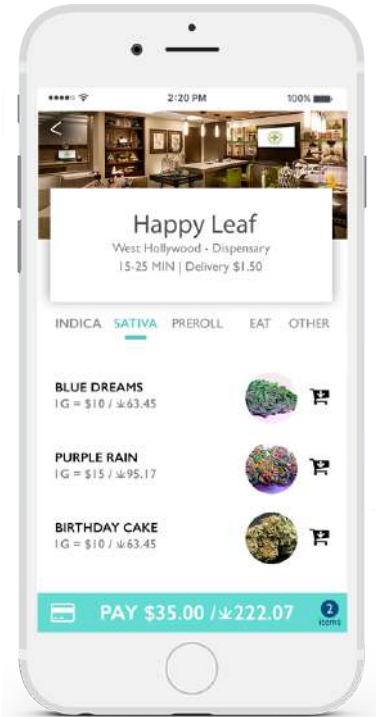 2:20 PM
100%
Happy Leaf
West Hollywood - Dispensary
15-25 MIN | Delivery $1.50
INDICA SATIVA PREROLL EAT OTHER
BLUE DREAMS
1G = $10 / 63.45
PURPLE RAIN
1G = $15 / 95.17
BIRTHDAY CAKE
1G = $10 / 63.45
PAY $35.00 / 222.07
2
items